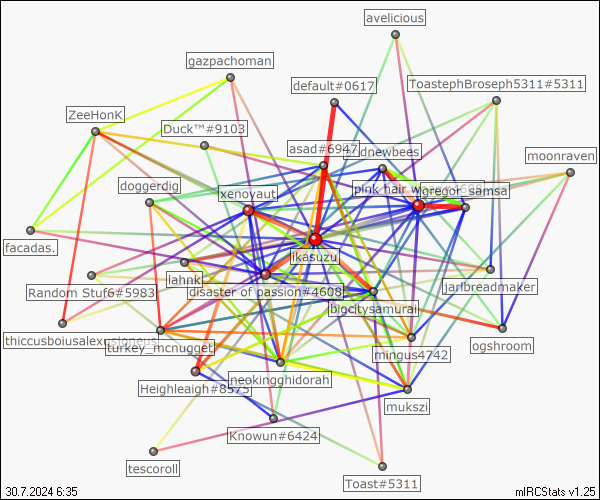 avelicious
gazpachoman
default#0617
ToastephBroseph5311#5311
ZeeHonK
Duck™#9103
asad#6947
dnewbees
moonraven
doggerdig
xenoyaut
pink hair w
gregor_samsa
facadas.
ikasuzu
lahnk
disaster of passion#4608
Random Stuf6#5983
jarlbreadmaker
bigcitysamurai
thiccusboiusalexusioneus
turkey_mcnugget
mingus4742
ogshroom
Heighleaigh#8575
neokingghidorah
mukszi
Knowun#6424
tescoroll
Toast#5311
30.7.2024 6:35
mIRCStats v1.25